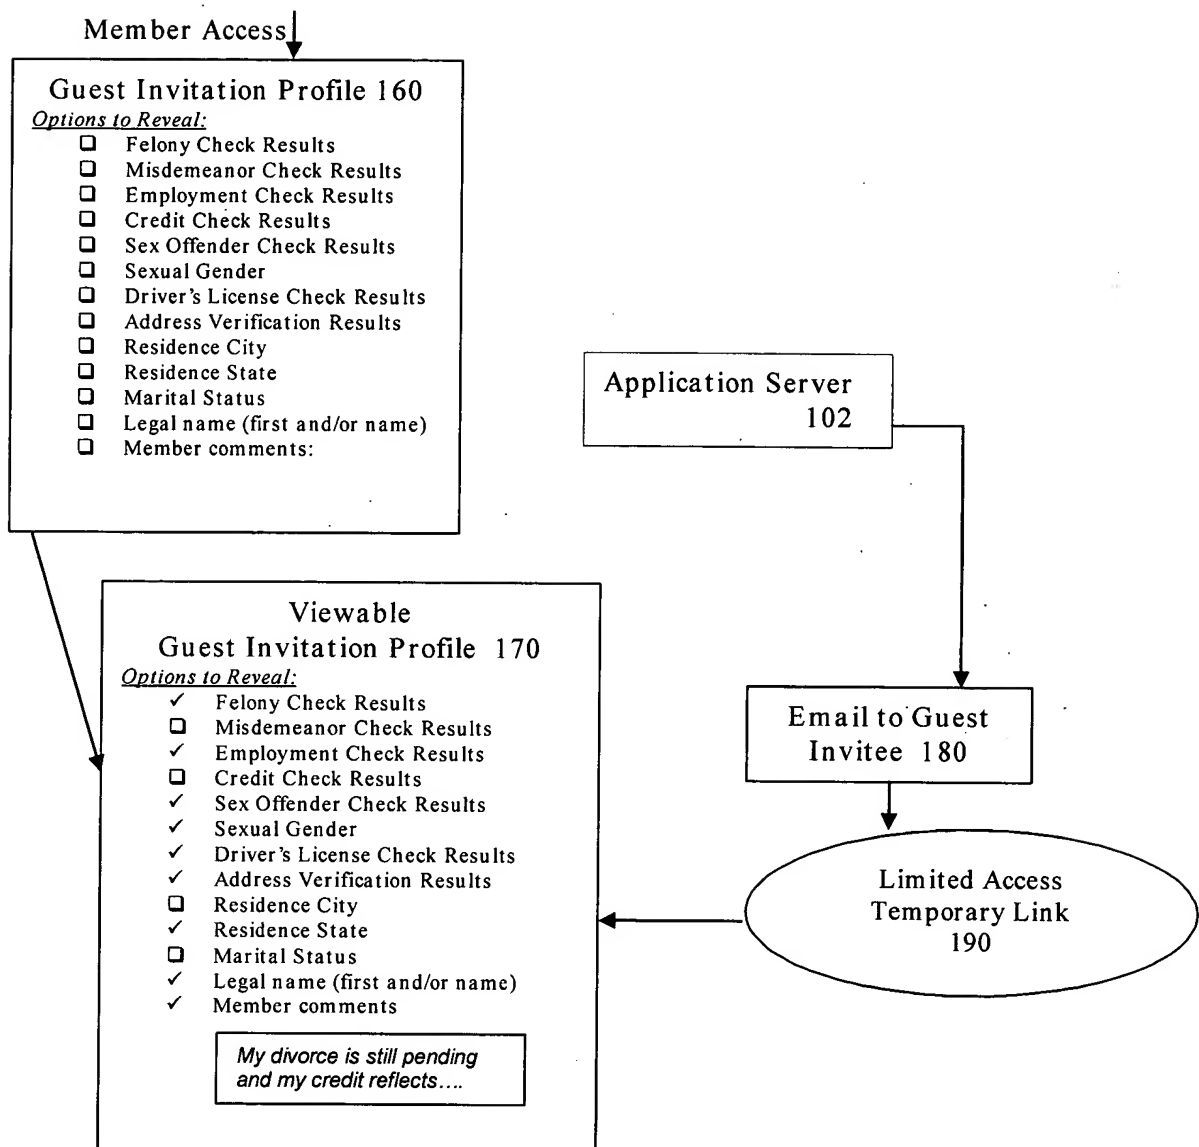 Member Access
Guest Invitation Profile 160
Options to Reveal:
Felony Check Results
Misdemeanor Check Results
Employment Check Results
Credit Check Results
Sex Offender Check Results
Sexual Gender
Driver's License Check Results
Address Verification Results
Residence City
Residence State
Marital Status
Legal name (first and/or name)
Member comments:
Application Server
102
Viewable
Guest Invitation Profile 170
Options to Reveal:
✓ Felony Check Results
Misdemeanor Check Results
✓ Employment Check Results
Credit Check Results
✓ Sex Offender Check Results
✓ Sexual Gender
✓ Driver's License Check Results
✓ Address Verification Results
Residence City
✓ Residence State
Marital Status
✓ Legal name (first and/or name)
✓ Member comments
My divorce is still pending
and my credit reflects....
Email to Guest
Invitee 180
Limited Access
Temporary Link
190